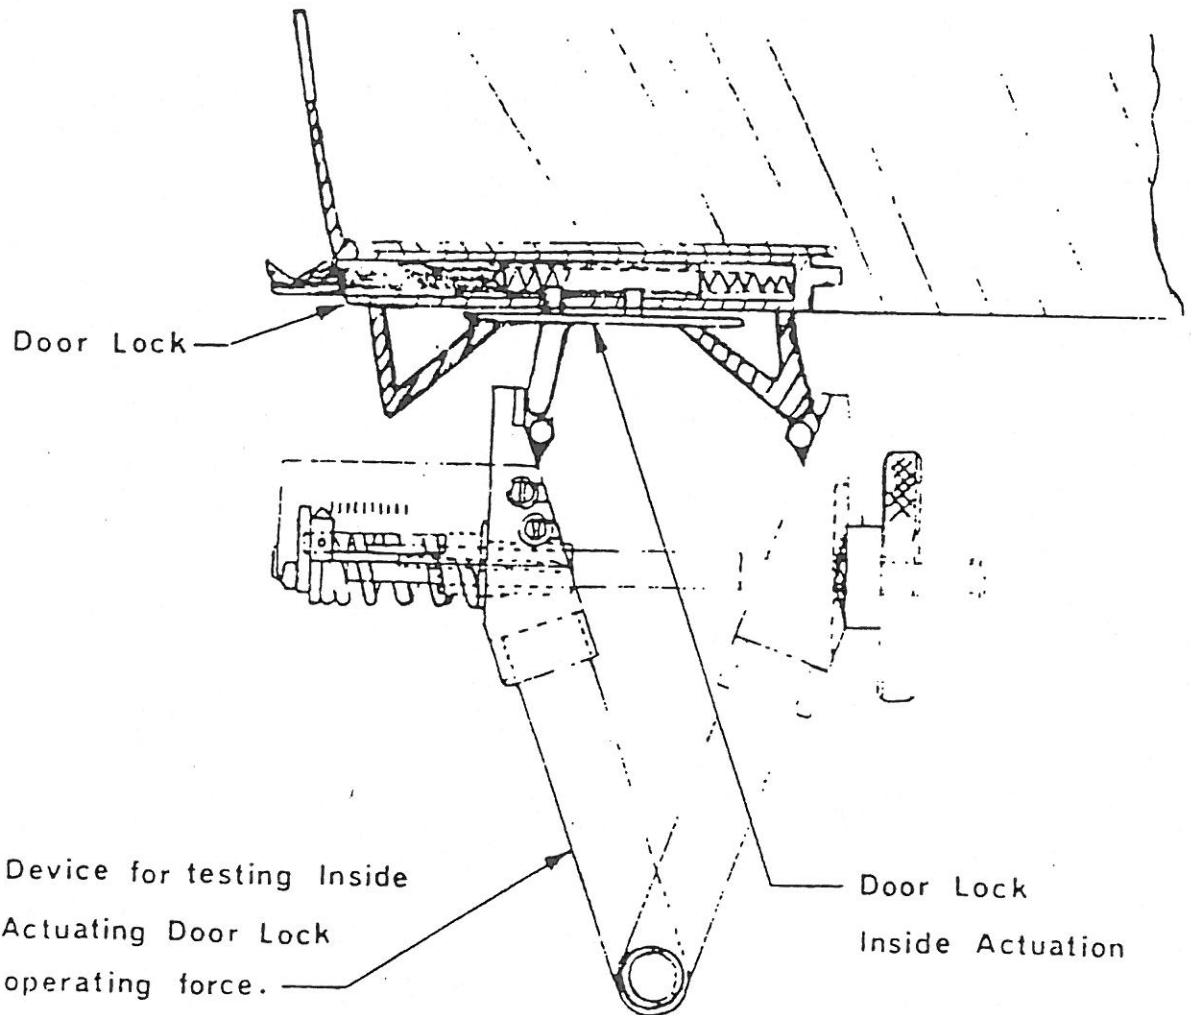 Door Lock
Device for testing Inside
Actuating Door Lock
operating force.
Door Lock
Inside Actuation